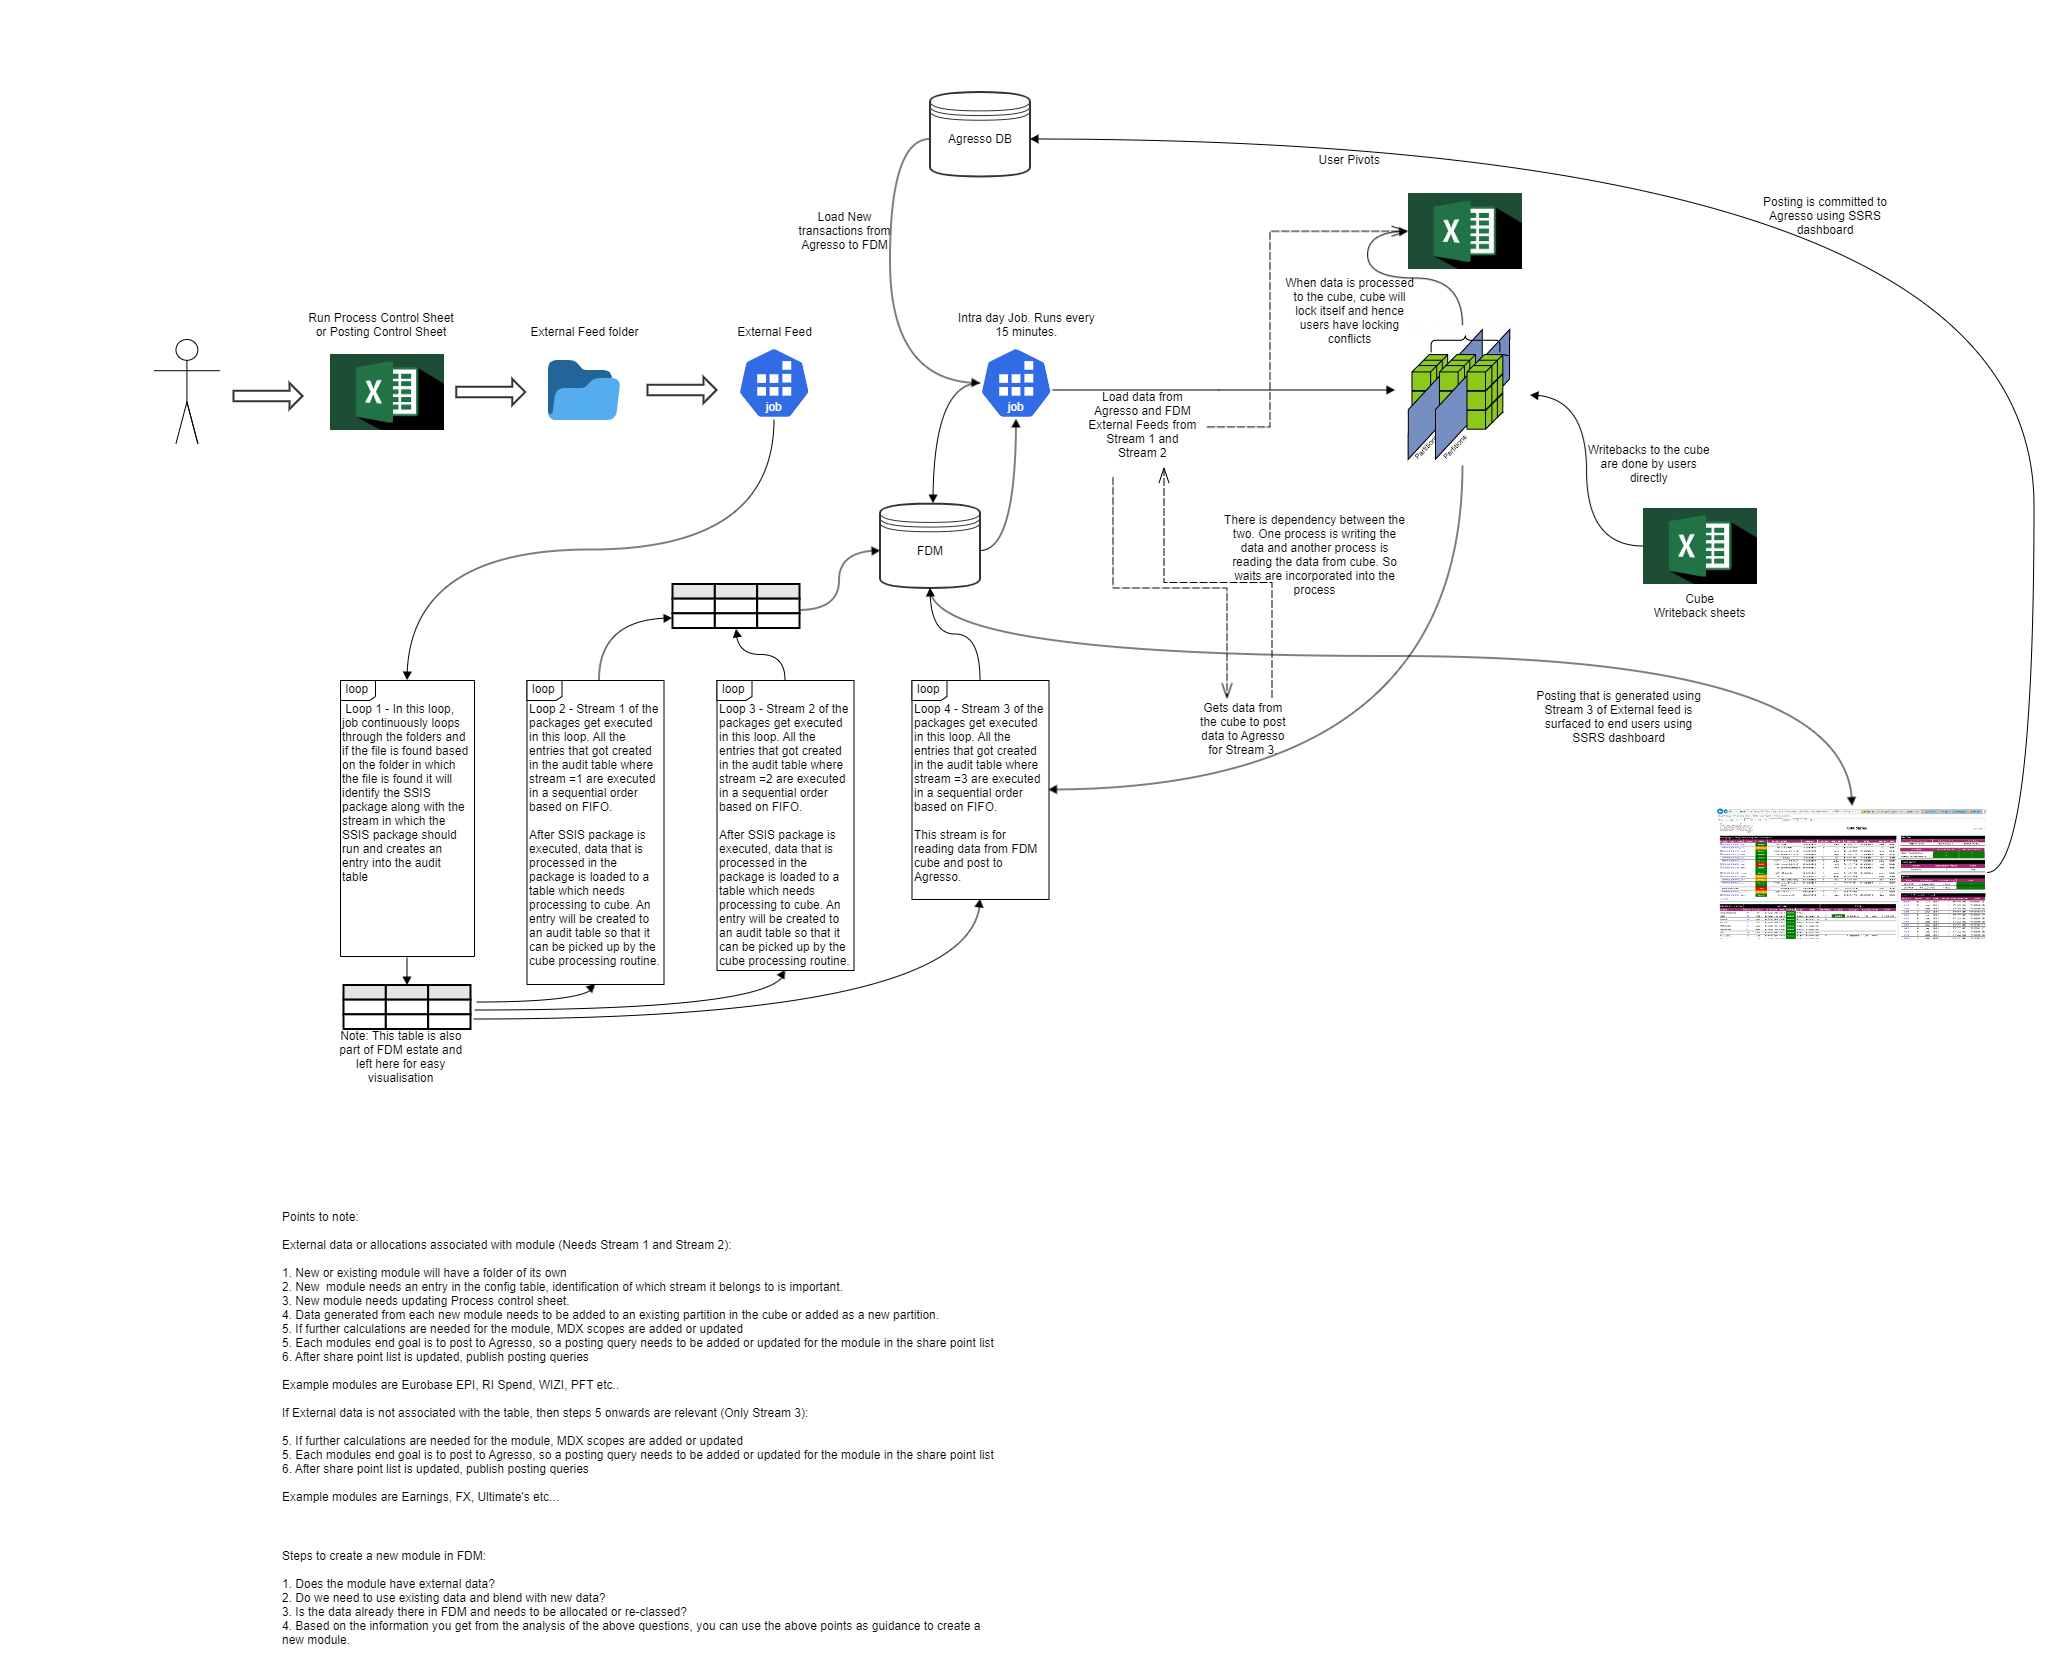 Agresso DB
User Pivots
Posting is committed to
Agresso using SSRS
dashboard
Load New
transactions from
Agresso to FDM
When data is processed
to the cube, cube will
lock itself and hence
users have locking
conflicts
Run Process Control Sheet
or Posting Control Sheet
External Feed folder
External Feed
Intra day Job. Runs every
15 minutes.
X
X
job
job
Load data from
Agresso and FDM
External Feeds from
Stream 1 and
Stream 2
Partitions
Partitions
Writebacks to the cube
are done by users
directly
X
Cube
Writeback sheets
There is dependency between the
two. One process is writing the
data and another process is
reading the data from cube. So
waits are incorporated into the
process
FDM
loop
Loop 1 - In this loop,
job continuously loops
through the folders and
if the file is found based
on the folder in which
the file is found it will
identify the SSIS
package along with the
stream in which the
SSIS package should
run and creates an
entry into the audit
table
loop
Loop 2 - Stream 1 of the
packages get executed
in this loop. All the
entries that got created
in the audit table where
stream =1 are executed
in a sequential order
based on FIFO.
After SSIS package is
executed, data that is
processed in the
package is loaded to a
table which needs
processing to cube. An
entry will be created to
an audit table so that it
can be picked up by the
cube processing routine.
loop
Loop 3 - Stream 2 of the
packages get executed
in this loop. All the
entries that got created
in the audit table where
stream =2 are executed
in a sequential order
based on FIFO.
After SSIS package is
executed, data that is
processed in the
package is loaded to a
table which needs
processing to cube. An
entry will be created to
an audit table so that it
can be picked up by the
cube processing routine.
loop
Loop 4 - Stream 3 of the
packages get executed
in this loop. All the
entries that got created
in the audit table where
stream =3 are executed
in a sequential order
based on FIFO.
This stream is for
reading data from FDM
cube and post to
Agresso.
Gets data from
the cube to post
data to Agresso
for Stream 3.
Posting that is generated using
Stream 3 of External feed is
surfaced to end users using
SSRS dashboard
Note: This table is also
part of FDM estate and
left here for easy
visualisation
Points to note:
External data or allocations associated with module (Needs Stream 1 and Stream 2):
1. New or existing module will have a folder of its own
2. New  module needs an entry in the config table, identification of which stream it belongs to is important.
3. New module needs updating Process control sheet.
4. Data generated from each new module needs to be added to an existing partition in the cube or added as a new partition.
5. If further calculations are needed for the module, MDX scopes are added or updated
5. Each modules end goal is to post to Agresso, so a posting query needs to be added or updated for the module in the share point list
6. After share point list is updated, publish posting queries
Example modules are Eurobase EPI, RI Spend, WIZI, PFT etc..
If External data is not associated with the table, then steps 5 onwards are relevant (Only Stream 3):
5. If further calculations are needed for the module, MDX scopes are added or updated
5. Each modules end goal is to post to Agresso, so a posting query needs to be added or updated for the module in the share point list
6. After share point list is updated, publish posting queries
Example modules are Earnings, FX, Ultimate's etc...
Steps to create a new module in FDM:
1. Does the module have external data?
2. Do we need to use existing data and blend with new data?
3. Is the data already there in FDM and needs to be allocated or re-classed?
4. Based on the information you get from the analysis of the above questions, you can use the above points as guidance to create a
new module.